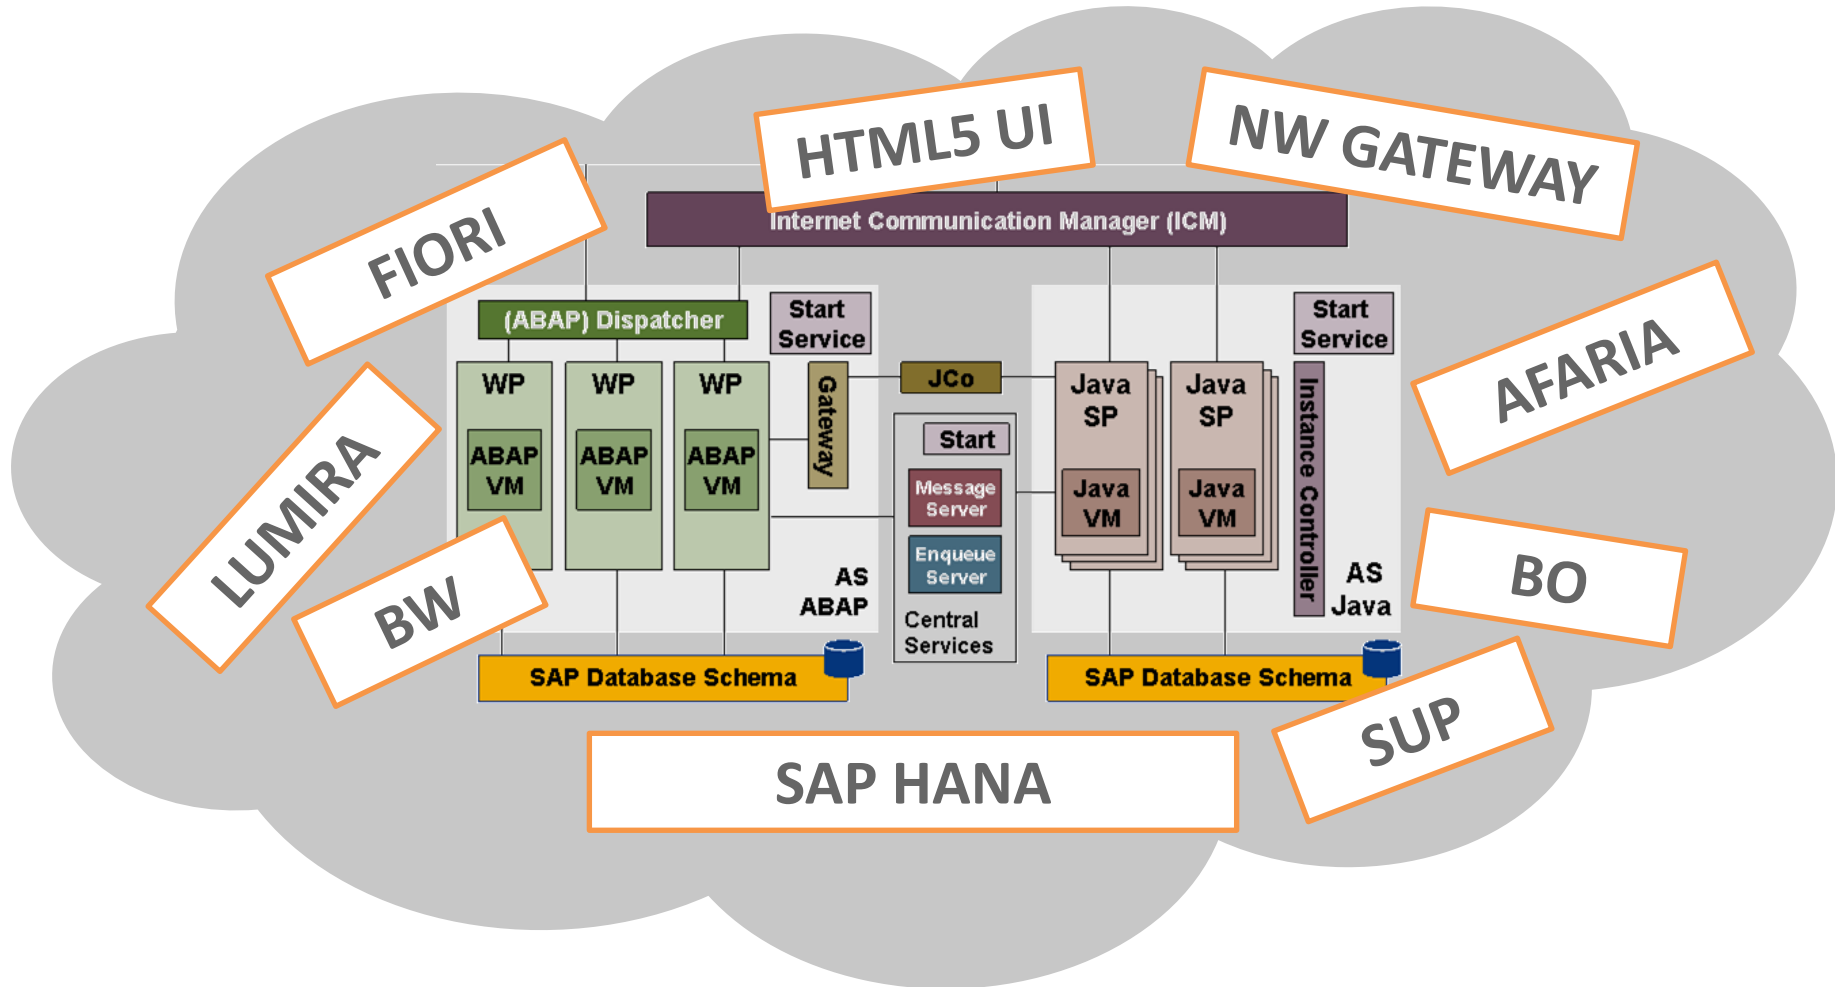 HTML5 UI
NW GATEWAY
FIORI
Internet Communication Manager (ICM)
(ABAP) Dispatcher
Start
Service
Start
Service
AFARIA
WP
WP
WP
Gateway
JCo
Java
SP
Java
SP
Instance Controller
LUMIRA
ABAP
VM
ABAP
VM
ABAP
VM
Start
Message
Server
Java
VM
Java
VM
Enqueue
Server
BW
AS
ABAP
Central
Services
AS
Java
BO
SAP Database Schema
SAP Database Schema
SUP
SAP HANA